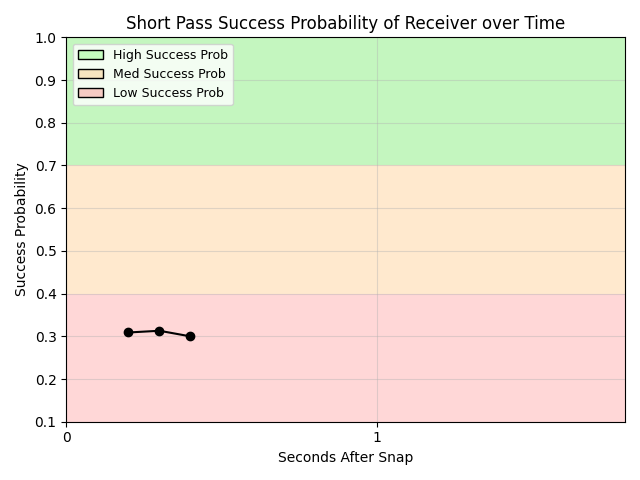 Short Pass Success Probability of Receiver over Time
1.0
0.9
0.8
0.7
0.6
0.5
0.4
0.3
0.2
0.1
Success Probability
High Success Prob
Med Success Prob
Low Success Prob
0
1
Seconds After Snap